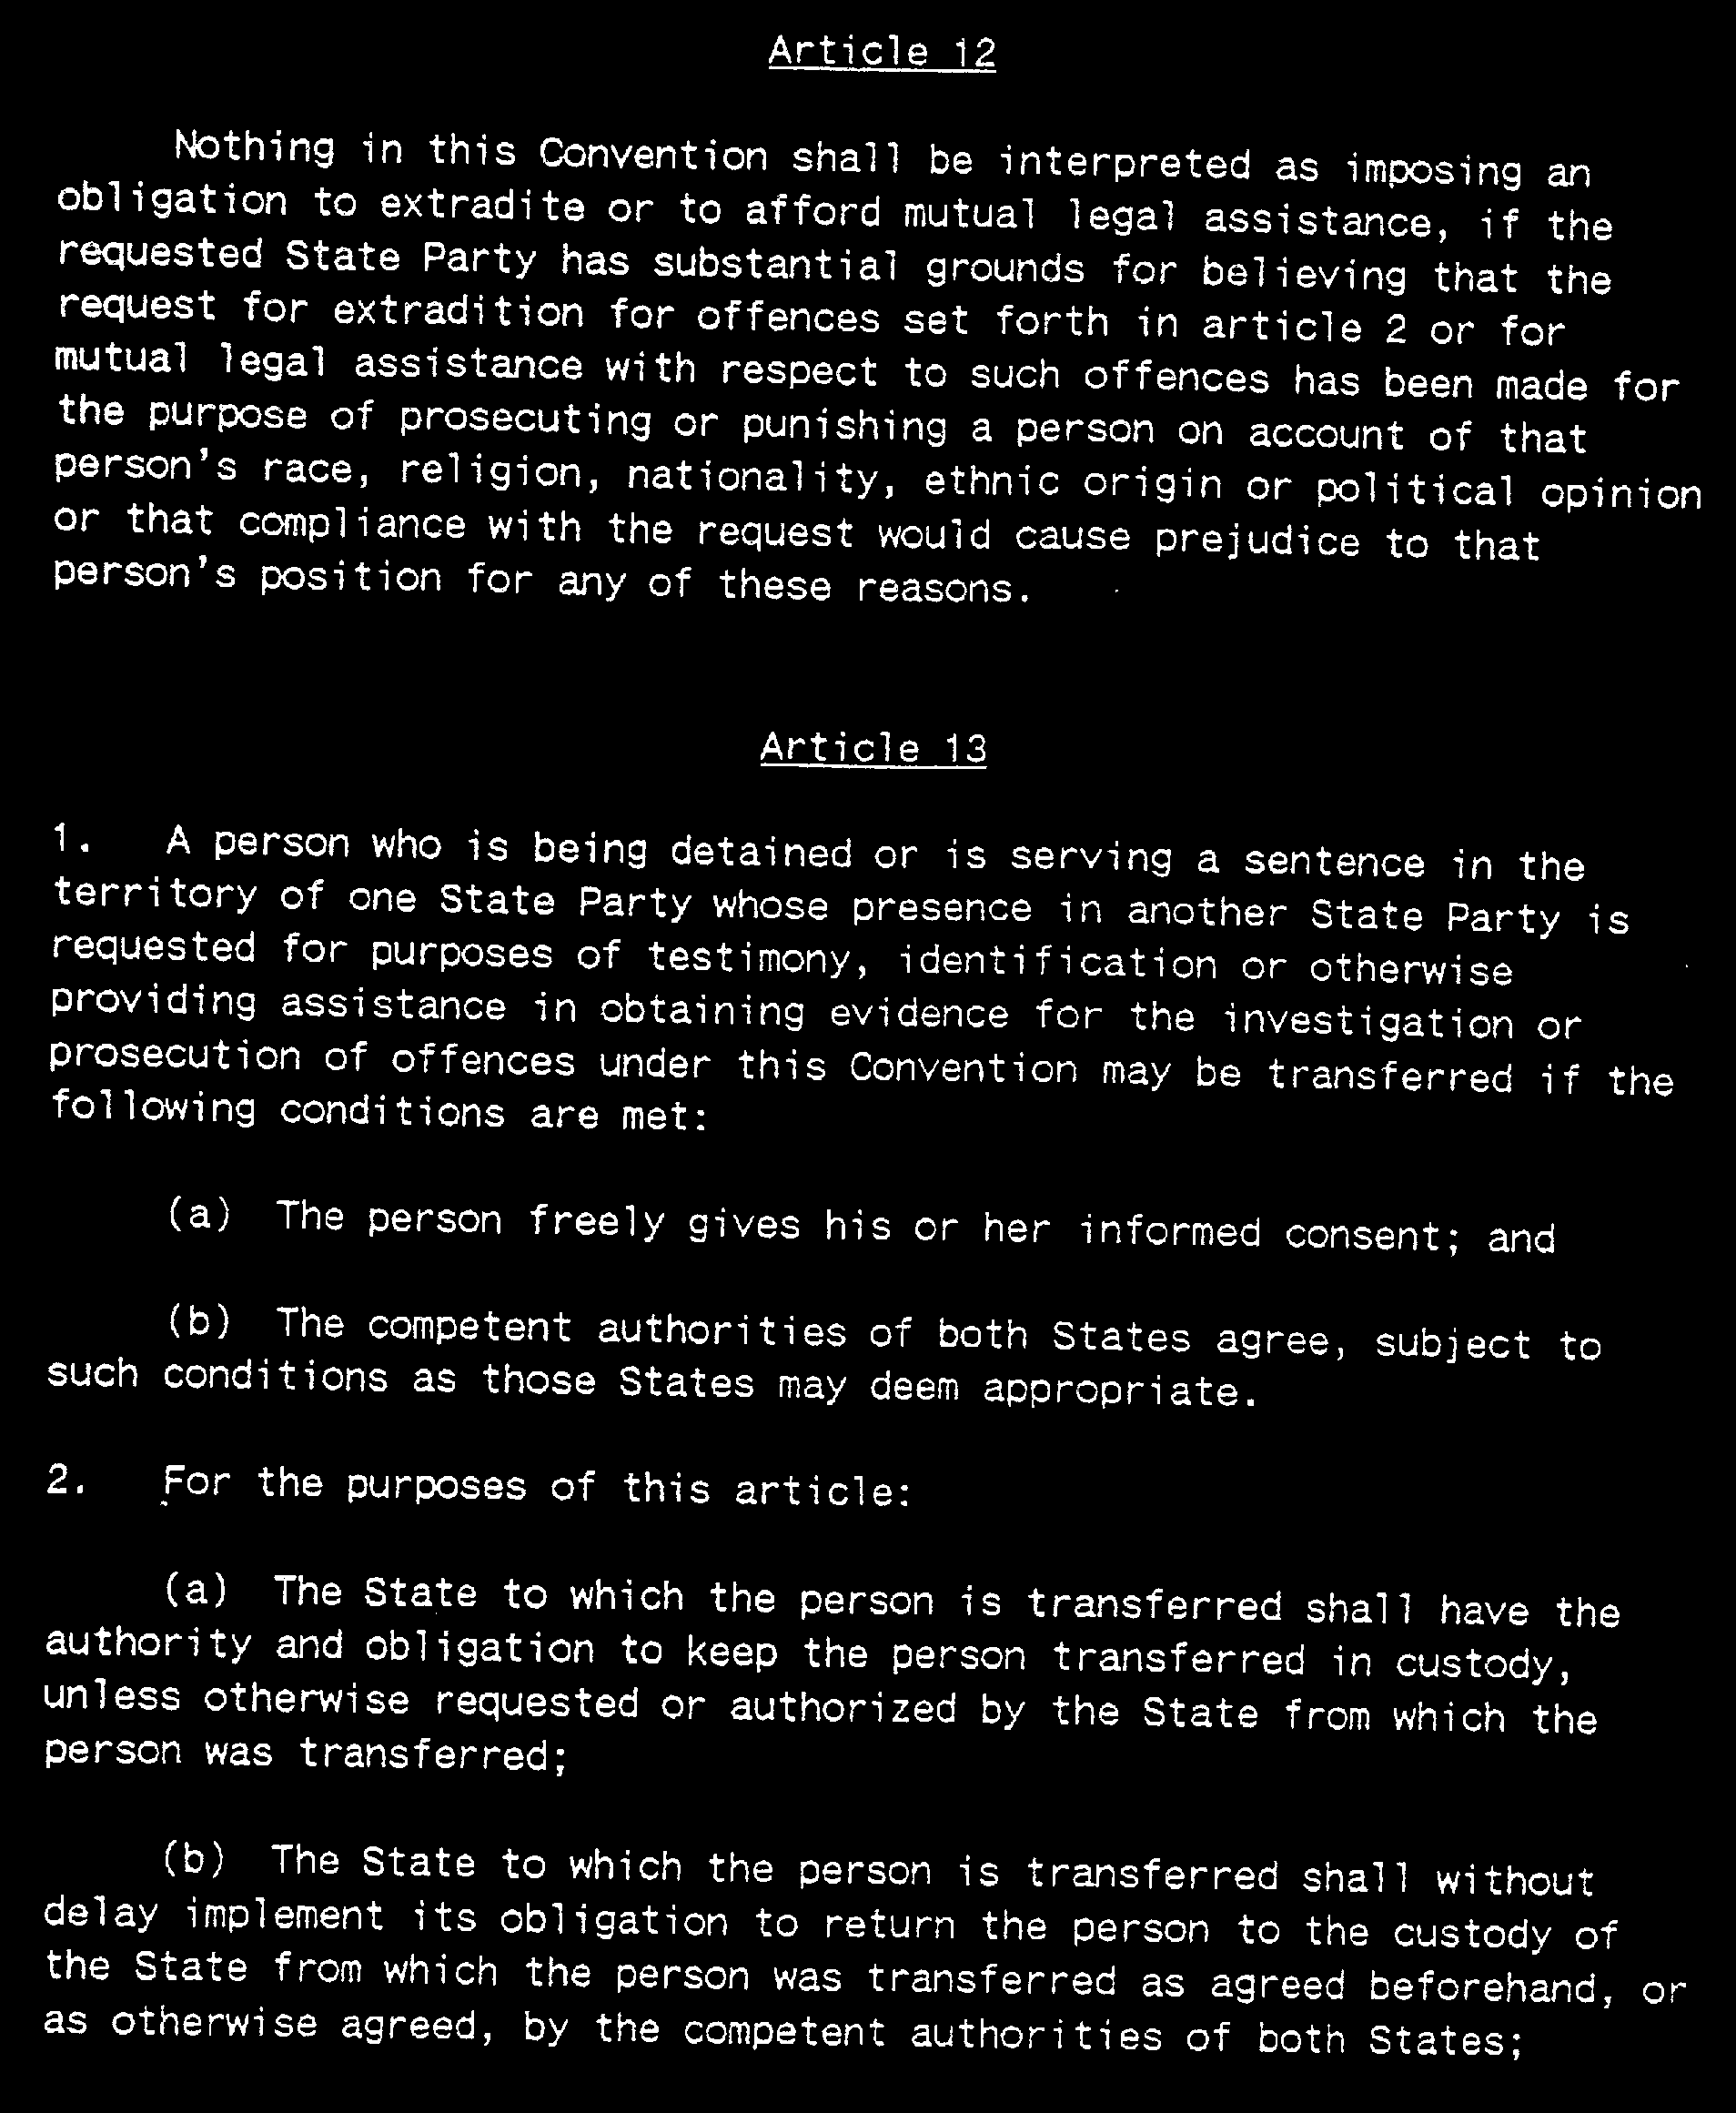 Article 12
Nothing in this Convention shall be interpreted as imposing an
obligation to extradite or to afford mutual legal assistance, if the
requested State Party has substantial grounds for believing that the
request for extradition for offences set forth in article 2 or for
mutual legal assistance with respect to such offences has been made for
the purpose of prosecuting or punishing a person on account of that
person's race, religion, nationality, ethnic origin or political opinion
or that compliance with the request would cause prejudice to that
person's position for any of these reasons.
Article 13
1. A person who is being detained or is serving a sentence in the
territory of one State Party whose presence in another State Party is
requested for purposes of testimony, identification or otherwise
providing assistance in obtaining evidence for the investigation or
prosecution of offences under this Convention may be transferred if the
following conditions are met:
(a) The person freely gives his or her informed consent; and
(b) The competent authorities of both States agree, subject to
such conditions as those States may deem appropriate.
2. For the purposes of this article:
(a) The State to which the person is transferred shall have the
authority and obligation to keep the person transferred in custody,
unless otherwise requested or authorized by the State from which the
person was transferred;
(b) The State to which the person is transferred shall without
delay implement its obligation to return the person to the custody of
the State from which the person was transferred as agreed beforehand, or
as otherwise agreed, by the competent authorities of both States;